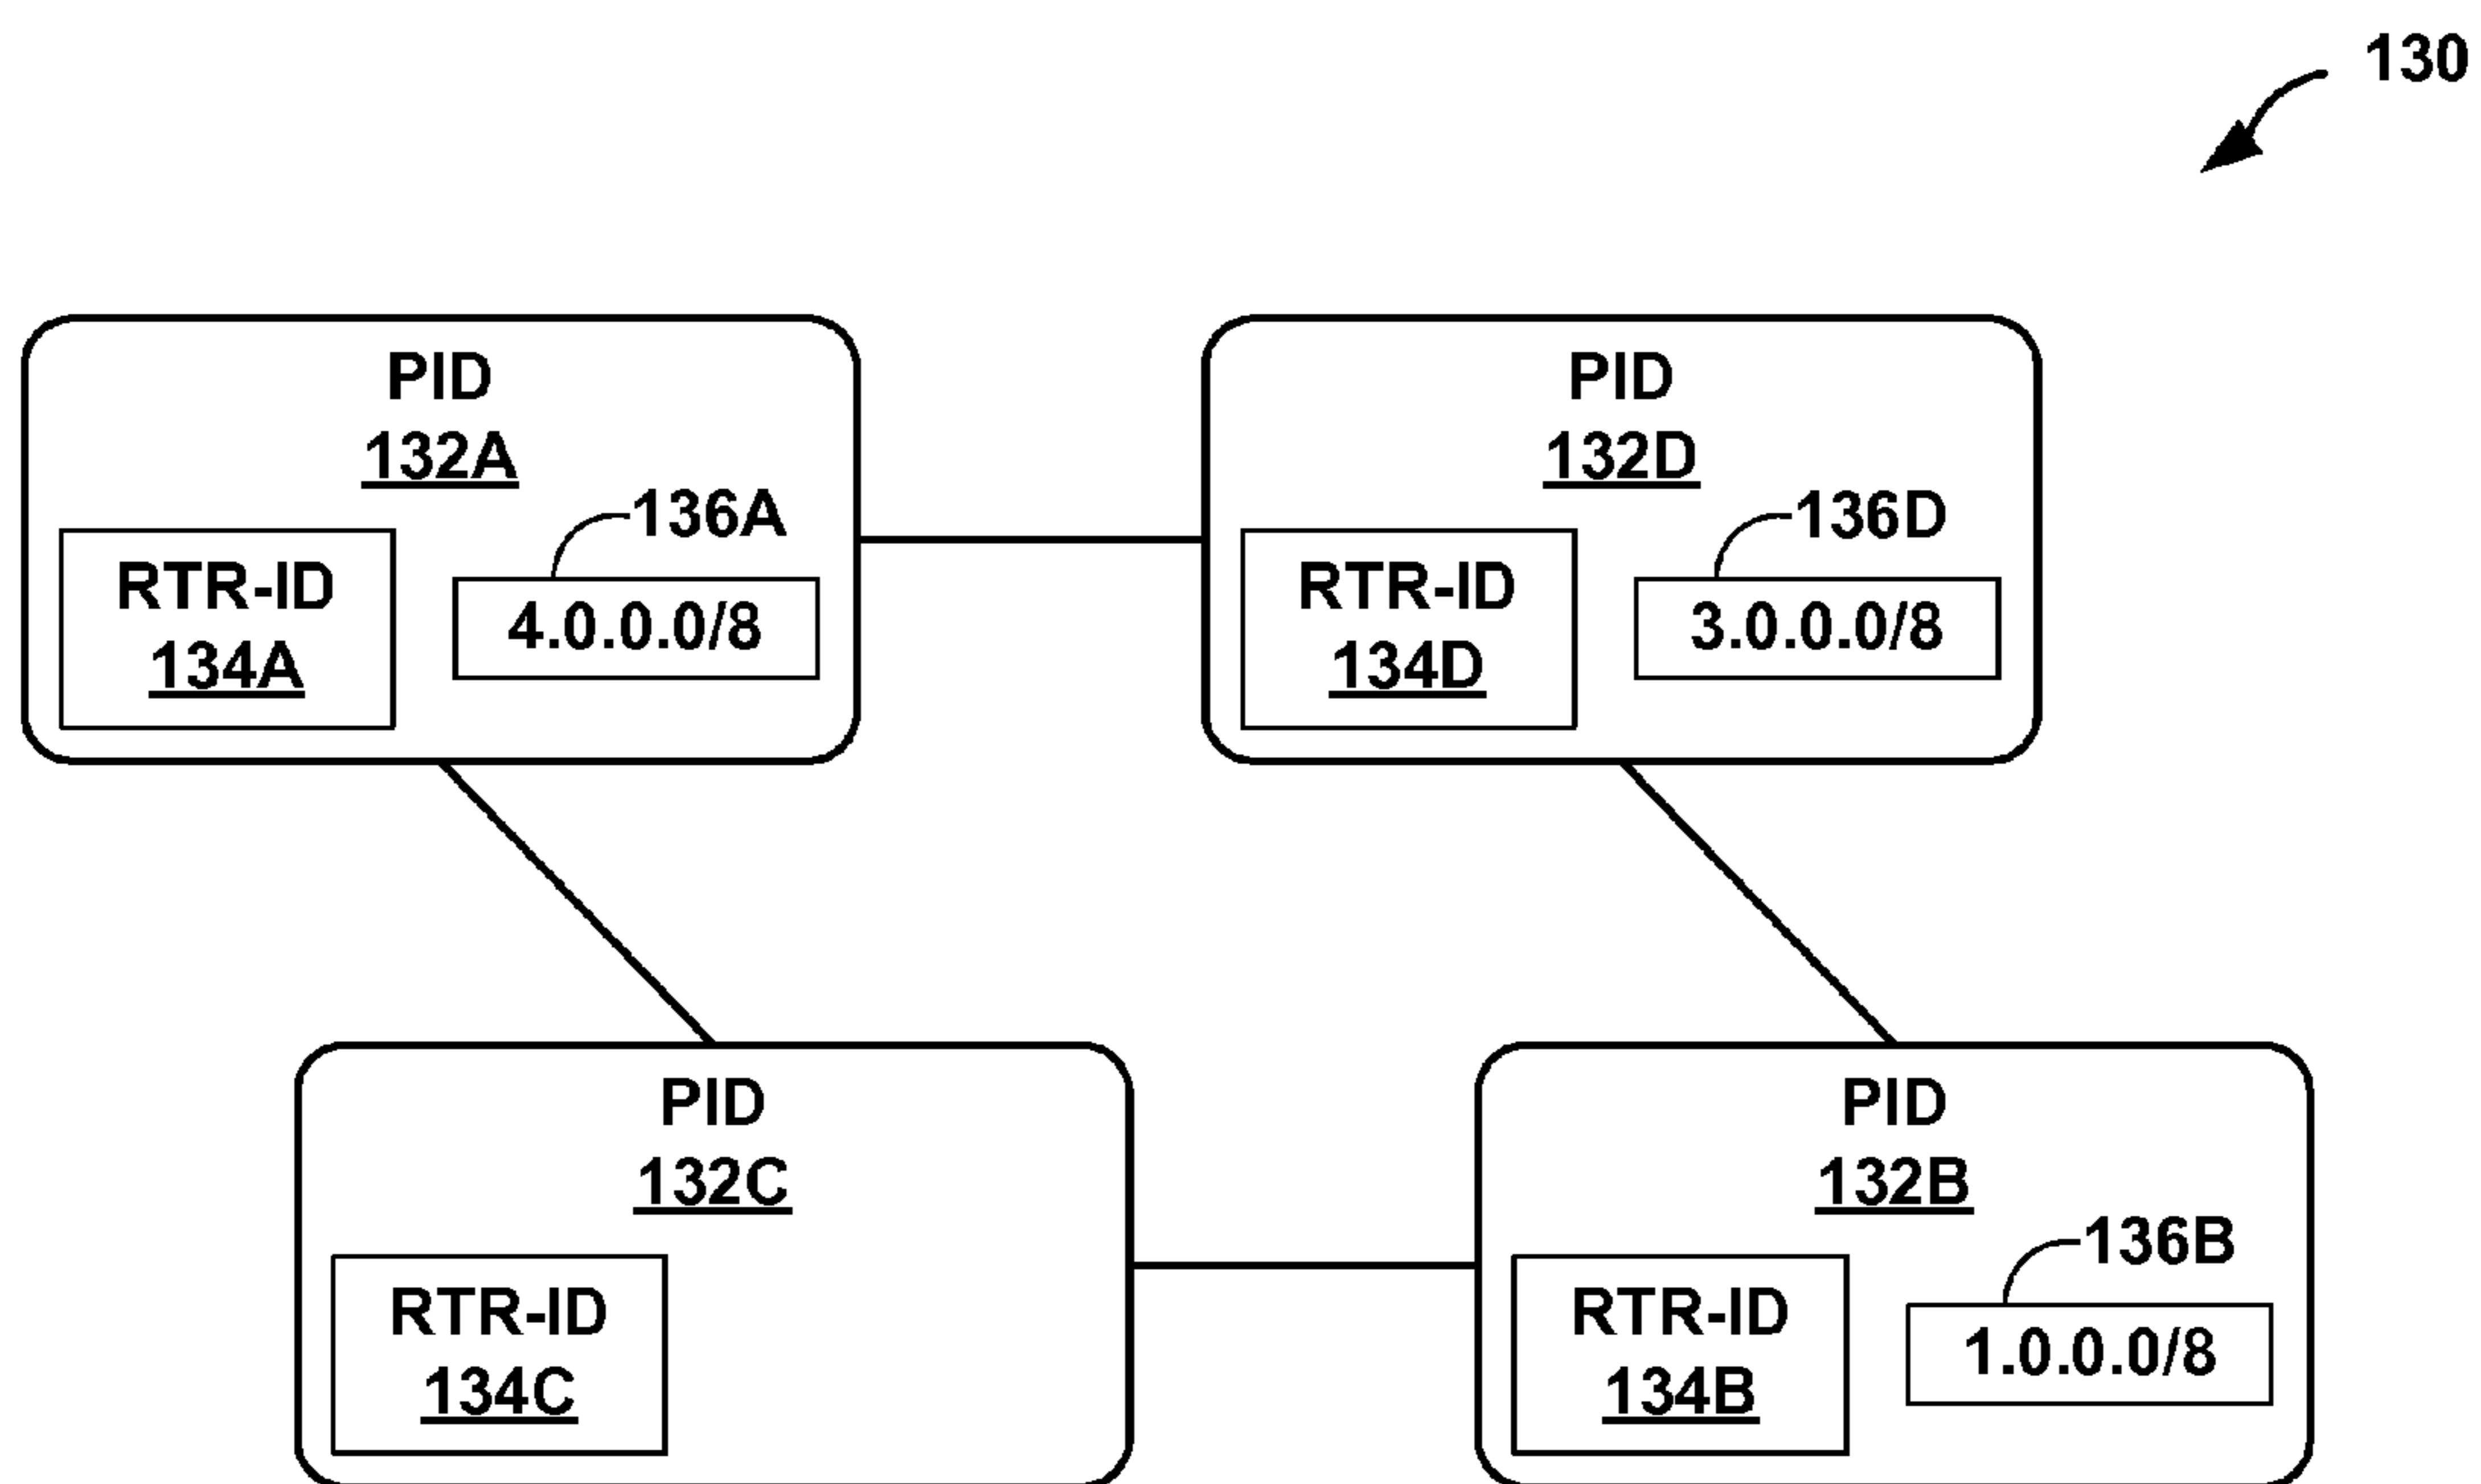 130
PID
132A
136A
RTR-ID
134A
4.0.0.0/8
PID
132D
136D
RTR-ID
134D
3.0.0.0/8
PID
132C
RTR-ID
134C
PID
132B
136B
RTR-ID
134B
1.0.0.0/8